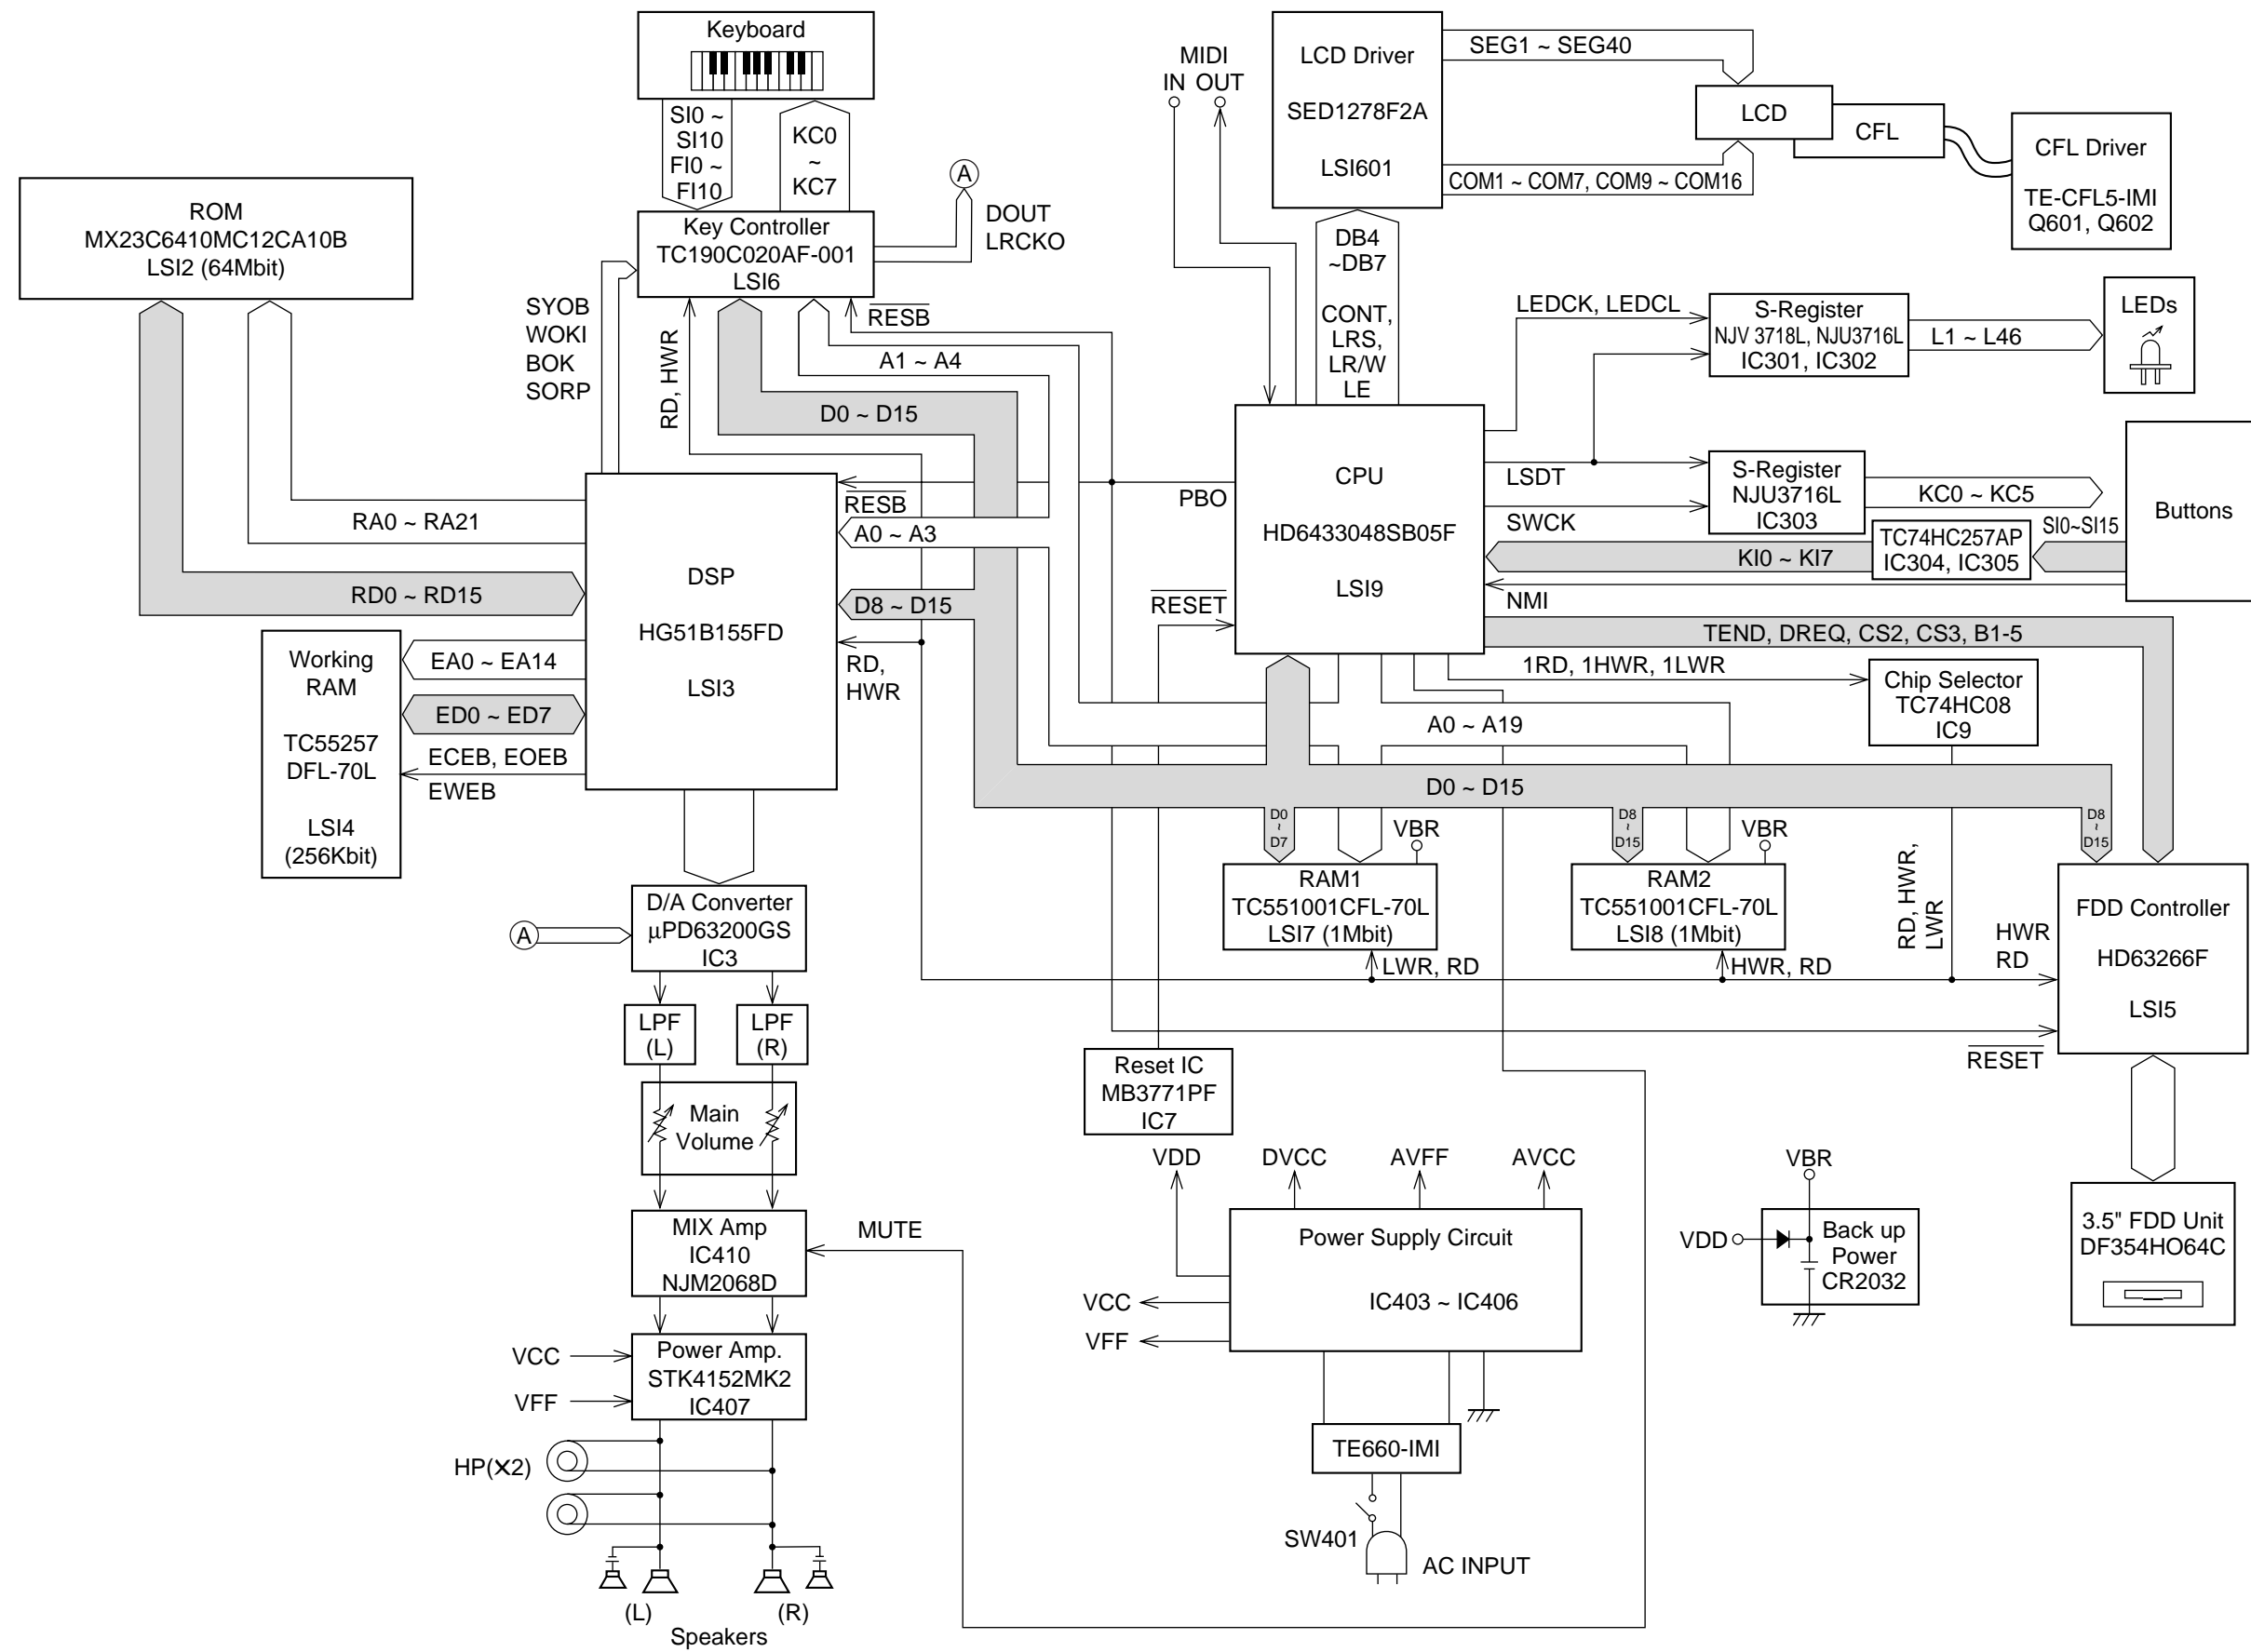 Keyboard
SI0 ~
SI10
FI0 ~
FI10
KC0
~
KC7
A
DOUT
LRCKO
ROM
MX23C6410MC12CA10B
LSI2 (64Mbit)
Key Controller
TC190C020AF-001
LSI6
SYOB
WOKI
BOK
SORP
RD, HWR
RESB
A1 ~ A4
D0 ~ D15
MIDI
IN OUT
LCD Driver
SED1278F2A
LSI601
SEG1 ~ SEG40
COM1 ~ COM7, COM9 ~ COM16
LCD
CFL
CFL Driver
TE-CFL5-IMI
Q601, Q602
DB4
~DB7
CONT,
LRS,
LR/W
LE
LEDCK, LEDCL
S-Register
NJV 3718L, NJU3716L
IC301, IC302
L1 ~ L46
LEDs
CPU
HD6433048SB05F
LSI9
PBO
LSDT
SWCK
S-Register
NJU3716L
IC303
KC0 ~ KC5
Buttons
SI0~SI15
TC74HC257AP
IC304, IC305
KI0 ~ KI7
NMI
RESET
TEND, DREQ, CS2, CS3, B1-5
1RD, 1HWR, 1LWR
Chip Selector
TC74HC08
IC9
RA0 ~ RA21
RD0 ~ RD15
DSP
HG51B155FD
LSI3
RESB
A0 ~ A3
D8 ~ D15
RD,
HWR
Working
RAM
TC55257
DFL-70L
LSI4
(256Kbit)
EA0 ~ EA14
ED0 ~ ED7
ECEB, EOEB
EWEB
A0 ~ A19
D0 ~ D15
D0
~
D7
VBR
D8
~
D15
VBR
D8
~
D15
RAM1
TC551001CFL-70L
LSI7 (1Mbit)
RAM2
TC551001CFL-70L
LSI8 (1Mbit)
RD, HWR,
LWR
LWR, RD
HWR, RD
HWR
RD
FDD Controller
HD63266F
LSI5
RESET
D/A Converter
µPD63200GS
IC3
A
LPF
(L)
LPF
(R)
Main
Volume
Reset IC
MB3771PF
IC7
MIX Amp
IC410
NJM2068D
MUTE
VDD
DVCC
AVFF
AVCC
Power Supply Circuit
IC403 ~ IC406
VCC
VFF
VBR
VDD
Back up
Power
CR2032
3.5" FDD Unit
DF354HO64C
VCC
VFF
Power Amp.
STK4152MK2
IC407
HP(X2)
TE660-IMI
SW401
AC INPUT
(L)
(R)
Speakers